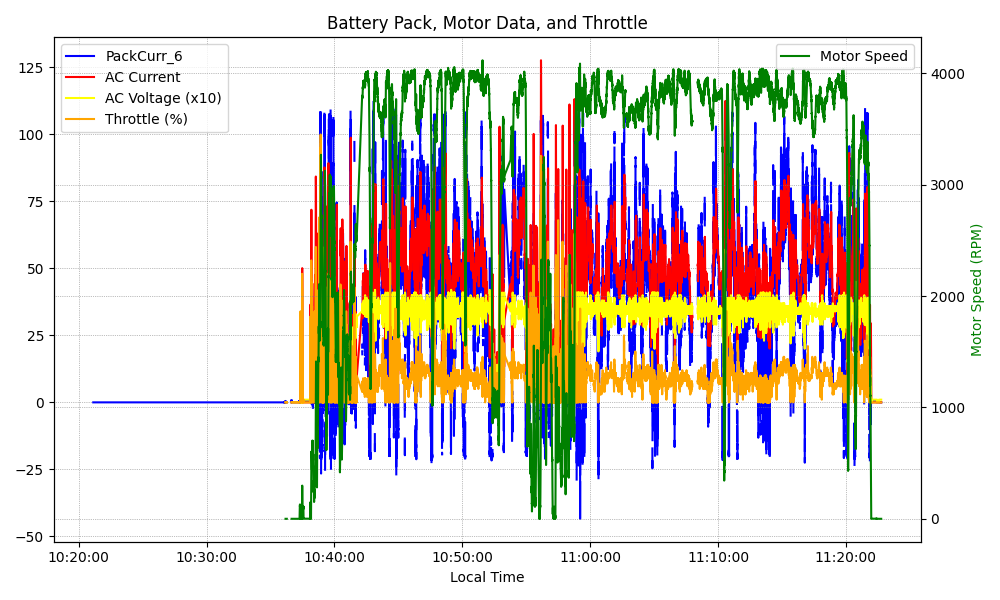 Battery Pack, Motor Data, and Throttle
PackCurr_6
AC Current
AC Voltage (x10)
Throttle (%)
Motor Speed
125
100
75
50
25
0
−25
−50
4000
3000
2000
1000
0
Motor Speed (RPM)
10:20:00
10:30:00
10:40:00
10:50:00
11:00:00
11:10:00
11:20:00
Local Time